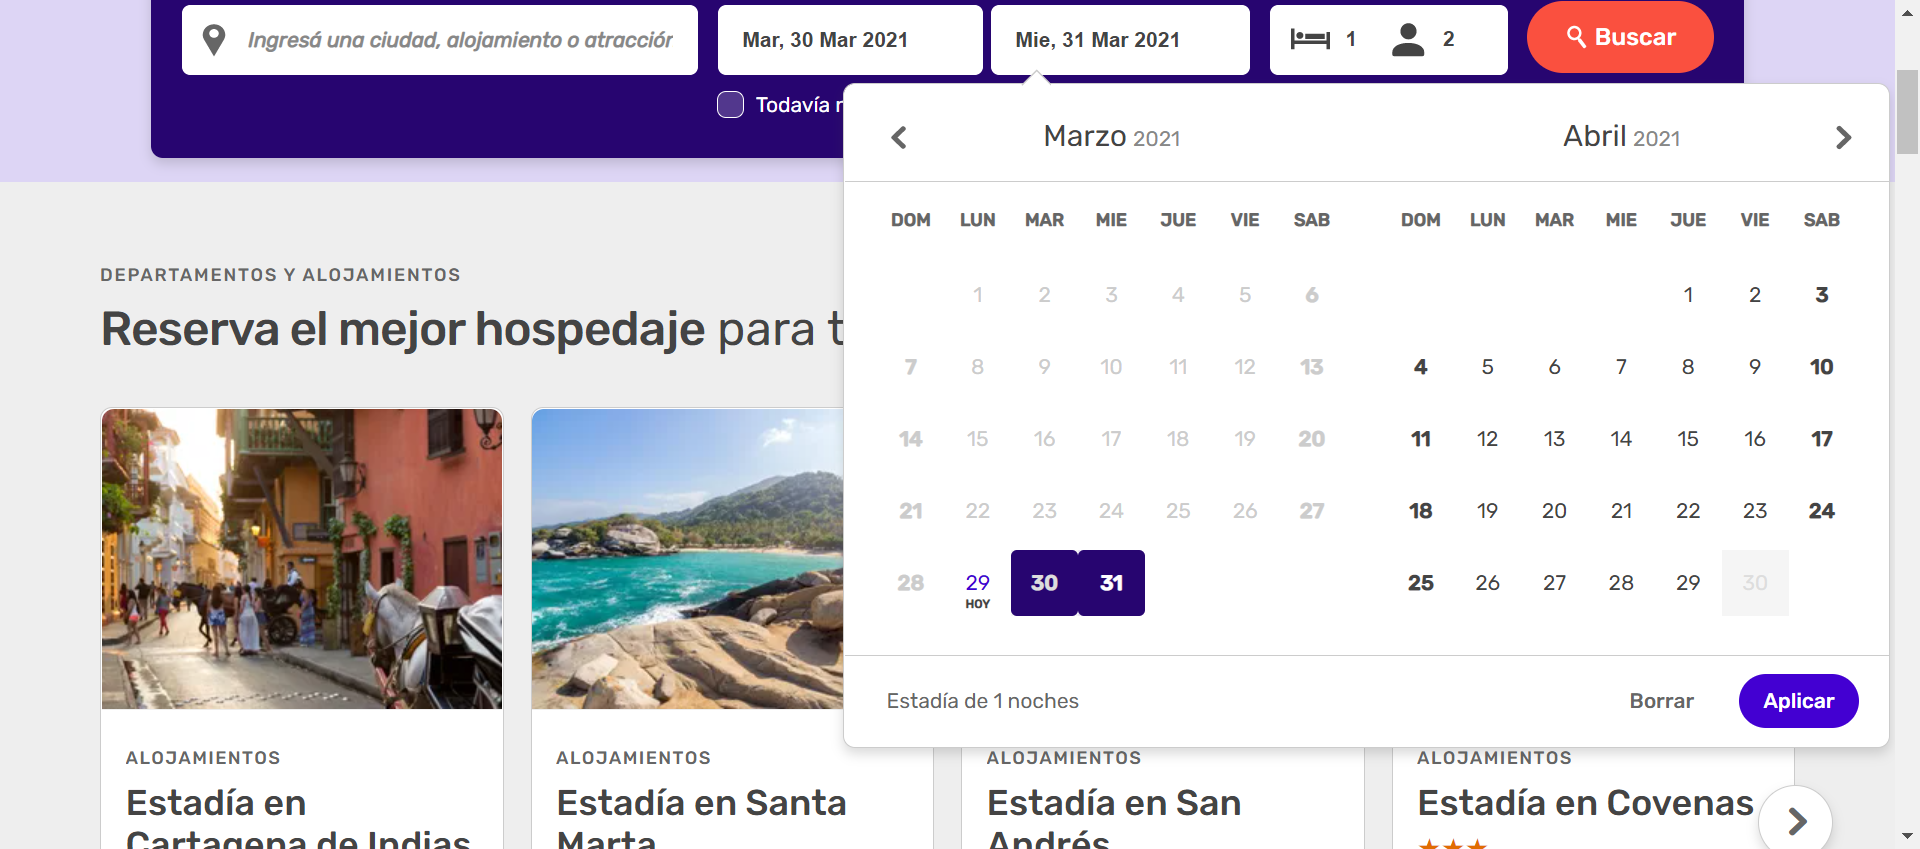 Ingresá una ciudad, alojamiento o atracción
Mar, 30 Mar 2021
Mie, 31 Mar 2021
1
2
Buscar
Todavía
Marzo 2021
Abril 2021
DOM LUN MAR MIE JUE VIE SAB
1 2 3 4 5 6
7 8 9 10 11 12 13
14 15 16 17 18 19 20
21 22 23 24 25 26 27
28 29 30 31
HOY
DOM LUN MAR MIE JUE VIE SAB
1 2 3
4 5 6 7 8 9 10
11 12 13 14 15 16 17
18 19 20 21 22 23 24
25 26 27 28 29 30
Estadía de 1 noches
Borrar
Aplicar
DEPARTAMENTOS Y ALOJAMIENTOS
Reserva el mejor hospedaje para
ALOJAMIENTOS
Estadía en
Cartagena de Indias
ALOJAMIENTOS
Estadía en Santa
Marta
ALOJAMIENTOS
Estadía en San
Andrés
ALOJAMIENTOS
Estadía en Covenas